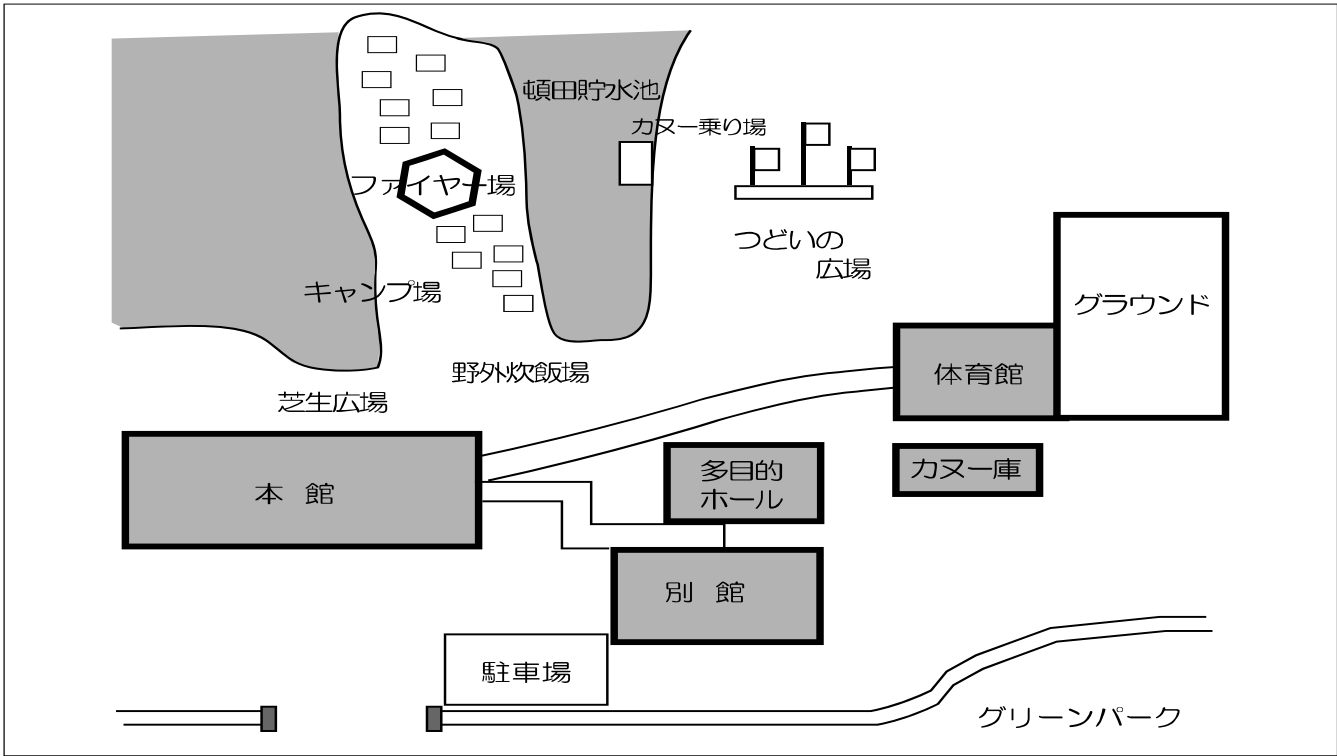 頓田貯水池
カヌー乗り場
ファイヤー場
つどいの
広場
キャンプ場
グラウンド
野外炊飯場
体育館
芝生広場
多目的
ホール
カヌー庫
本 館
別 館
駐車場
グリーンパーク